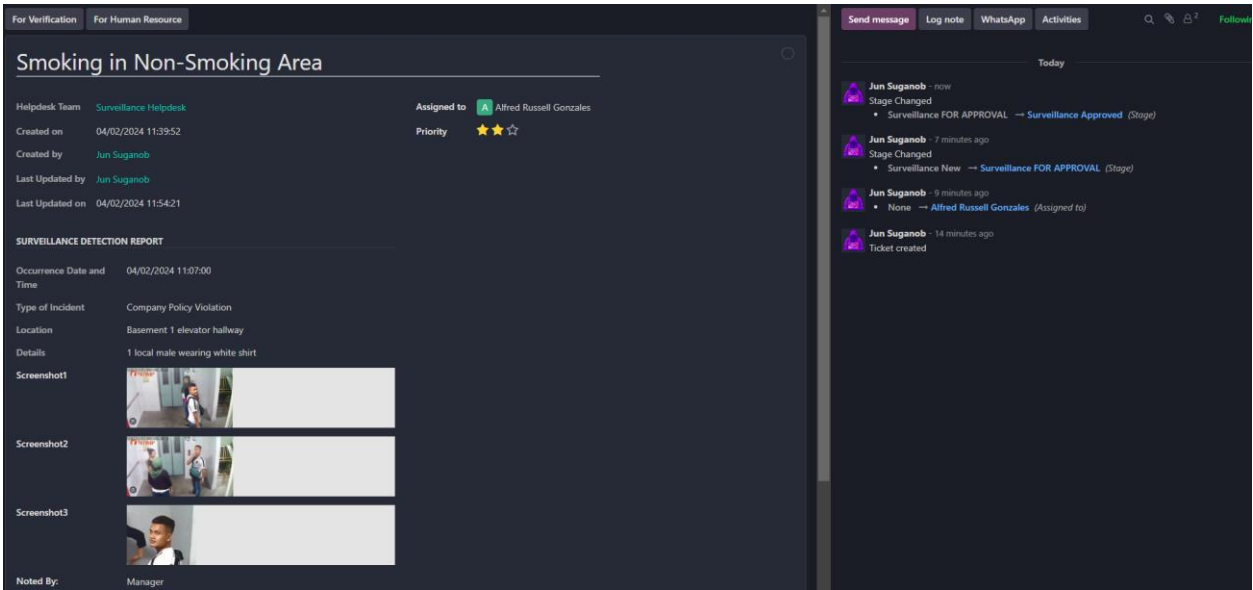 For Verification For Human Resource
Smoking in Non-Smoking Area
Helpdesk Team Surveillance Helpdesk
Created on 04/02/2024 11:39:52
Created by Jun Suganob
Last Updated by Jun Suganob
Last Updated on 04/02/2024 11:54:21
Assigned to A Alfred Russell Gonzales
Priority
SURVEILLANCE DETECTION REPORT
Occurrence Date and
Time
04/02/2024 11:07:00
Type of Incident Company Policy Violation
Location Basement 1 elevator hallway
Details 1 local male wearing white shirt
Screenshot1
Screenshot2
Screenshot3
Noted By: Manager
Send message Log note WhatsApp Activities 2 Followin
Today
Jun Suganob - now
Stage Changed
• Surveillance FOR APPROVAL → Surveillance Approved (Stage)
Jun Suganob - 7 minutes ago
Stage Changed
• Surveillance New → Surveillance FOR APPROVAL (Stage)
Jun Suganob - 9 minutes ago
• None → Alfred Russell Gonzales (Assigned to)
Jun Suganob - 14 minutes ago
Ticket created